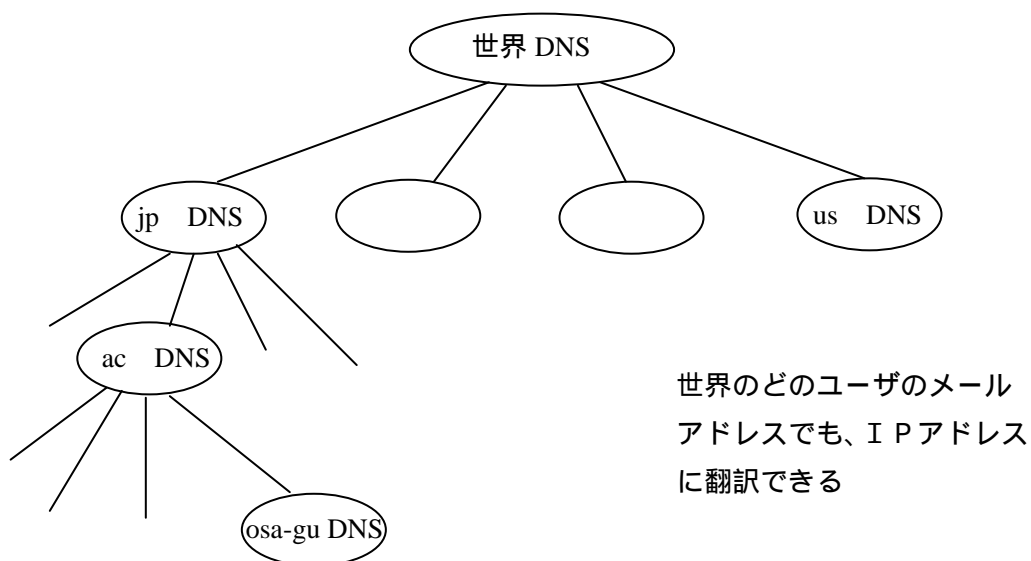 世界 DNS
jp DNS
us DNS
ac DNS
osa-gu DNS
世界のどのユーザのメール
アドレスでも、ＩＰアドレス
に翻訳できる